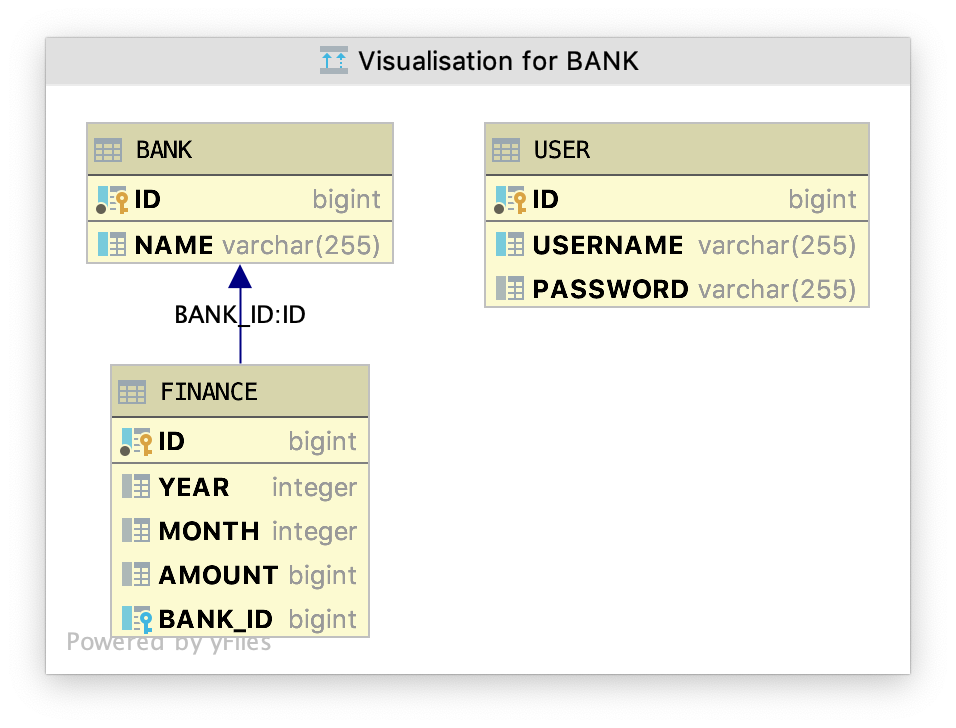 Visualisation for BANK
BANK
ID bigint
NAME varchar(255)
USER
ID bigint
USERNAME varchar(255)
PASSWORD varchar(255)
BANK_ID:ID
FINANCE
ID bigint
YEAR integer
MONTH integer
AMOUNT bigint
BANK_ID bigint
Powered by yFiles